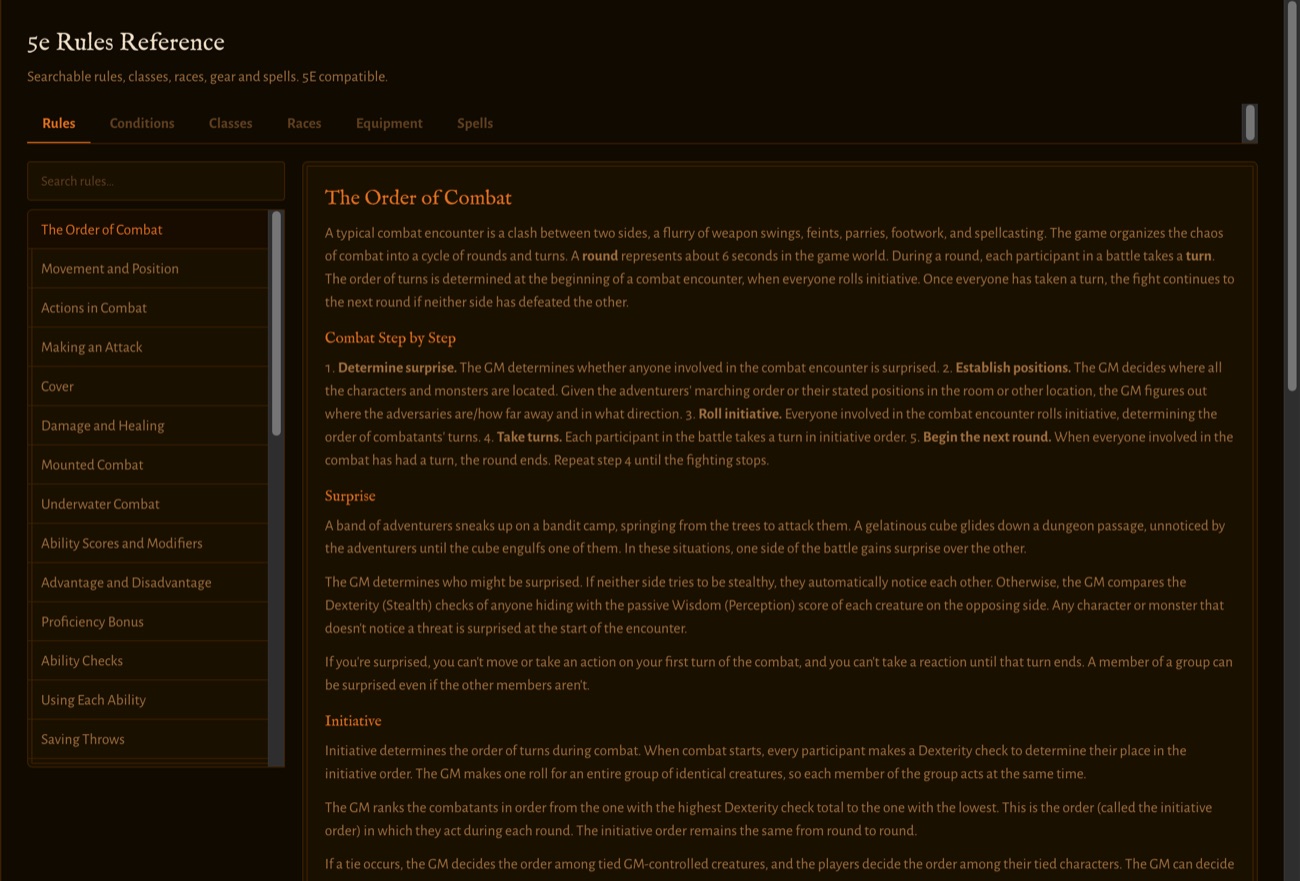 5e Rules Reference
Searchable rules, classes, races, gear and spells. 5E compatible.
Rules Conditions Classes Races Equipment Spells
Search rules...
The Order of Combat
Movement and Position
Actions in Combat
Making an Attack
Cover
Damage and Healing
Mounted Combat
Underwater Combat
Ability Scores and Modifiers
Advantage and Disadvantage
Proficiency Bonus
Ability Checks
Using Each Ability
Saving Throws
The Order of Combat
A typical combat encounter is a clash between two sides, a flurry of weapon swings, feints, parries, footwork, and spellcasting. The game organizes the chaos
of combat into a cycle of rounds and turns. A round represents about 6 seconds in the game world. During a round, each participant in a battle takes a turn.
The order of turns is determined at the beginning of a combat encounter, when everyone rolls initiative. Once everyone has taken a turn, the fight continues to
the next round if neither side has defeated the other.
Combat Step by Step
1. Determine surprise. The GM determines whether anyone involved in the combat encounter is surprised. 2. Establish positions. The GM decides where all
the characters and monsters are located. Given the adventurers' marching order or their stated positions in the room or other location, the GM figures out
where the adversaries are/how far away and in what direction. 3. Roll initiative. Everyone involved in the combat encounter rolls initiative, determining the
order of combatants' turns. 4. Take turns. Each participant in the battle takes a turn in initiative order. 5. Begin the next round. When everyone involved in the
combat has had a turn, the round ends. Repeat step 4 until the fighting stops.
Surprise
A band of adventurers sneaks up on a bandit camp, springing from the trees to attack them. A gelatinous cube glides down a dungeon passage, unnoticed by
the adventurers until the cube engulfs one of them. In these situations, one side of the battle gains surprise over the other.
The GM determines who might be surprised. If neither side tries to be stealthy, they automatically notice each other. Otherwise, the GM compares the
Dexterity (Stealth) checks of anyone hiding with the passive Wisdom (Perception) score of each creature on the opposing side. Any character or monster that
doesn't notice a threat is surprised at the start of the encounter.
If you're surprised, you can't move or take an action on your first turn of the combat, and you can't take a reaction until that turn ends. A member of a group can
be surprised even if the other members aren't.
Initiative
Initiative determines the order of turns during combat. When combat starts, every participant makes a Dexterity check to determine their place in the
initiative order. The GM makes one roll for an entire group of identical creatures, so each member of the group acts at the same time.
The GM ranks the combatants in order from the one with the highest Dexterity check total to the one with the lowest. This is the order (called the initiative
order) in which they act during each round. The initiative order remains the same from round to round.
If a tie occurs, the GM decides the order among tied GM-controlled creatures, and the players decide the order among their tied characters. The GM can decide